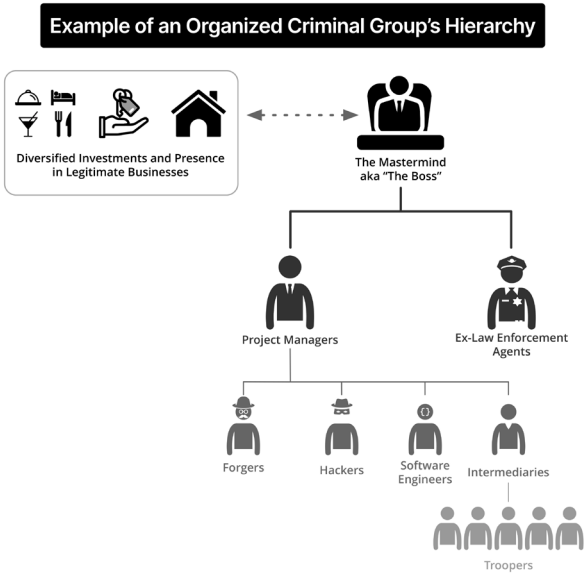 Example of an Organized Criminal Group's Hierarchy
Diversified Investments and Presence
in Legitimate Businesses
The Mastermind
aka "The Boss"
Project Managers
Ex-Law Enforcement
Agents
Forgers
Hackers
{}
Software
Engineers
Intermediaries
Troopers